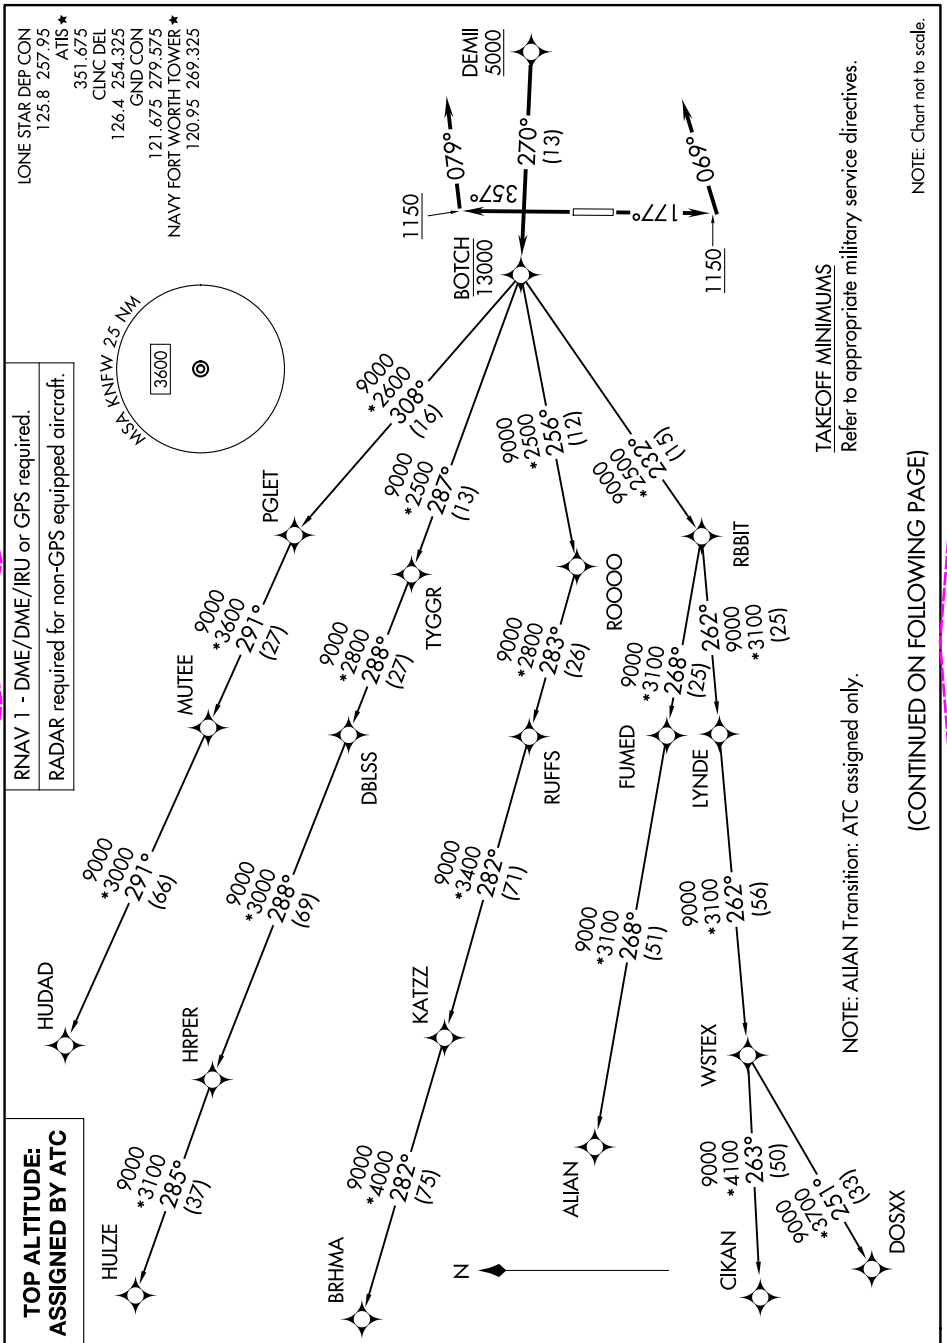 TOP ALTITUDE:
ASSIGNED BY ATC
RNAV 1 - DME/DME/IRU or GPS required.
RADAR required for non-GPS equipped aircraft.
LONE STAR DEP CON
125.8 257.95
ATIS ★
351.675
CLNC DEL
126.4 254.325
GND CON
121.675 279.575
NAVY FORT WORTH TOWER ★
120.95 269.325
MSA KNFW 25 NM
3600
DEMII
5000
270°
(13)
079°
1150
357°
177°
1150
069°
BOTCH
13000
9000
*2600
308°
(16)
PGLET
9000
*3600
291°
(27)
MUTEE
9000
*3000
291°
(66)
HUDAD
9000
*2500
287°
(13)
TYGGR
9000
*2800
288°
(27)
DBLSS
9000
*3000
288°
(69)
HRPER
9000
*3100
285°
(37)
HULZE
9000
*2500
256°
(12)
ROOOO
9000
*2800
283°
(26)
RUFFS
9000
*3400
282°
(71)
KATZZ
9000
*4000
282°
(75)
BRHMA
9000
*2500
232°
(15)
RBBIT
9000
*3100
268°
(25)
FUMED
9000
*3100
268°
(51)
ALIAN
262°
9000
*3100
(25)
LYNDE
9000
*3100
262°
(56)
WSTEX
9000
*4100
263°
(50)
CIKAN
9000
*3700
251°
(33)
DOSXX
N
TAKEOFF MINIMUMS
Refer to appropriate military service directives.
NOTE: ALIAN Transition: ATC assigned only.
NOTE: Chart not to scale.
(CONTINUED ON FOLLOWING PAGE)